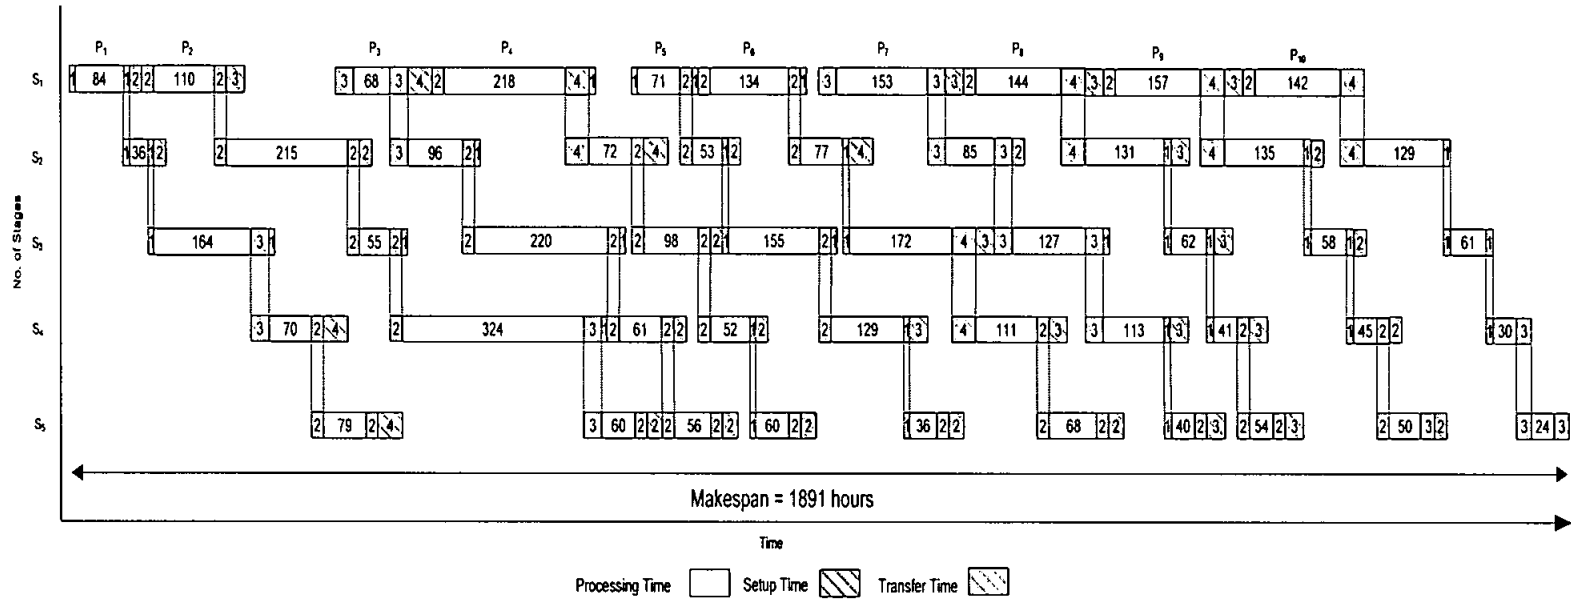 P1 P2 P3 P4 P5 P6 P7 P8 P9 P10
S1 1 84 1 2 2 110 2 3 3 68 3 4 2 218 4 1 1 71 2 1 2 134 2 1 3 153 3 3 2 144 4 3 2 157 4 3 2 142 4
S2 1 36 1 2 2 215 2 2 3 96 2 1 4 72 2 4 2 53 1 2 2 77 1 4 3 85 3 2 4 131 1 3 4 135 1 2 4 129 1
S3 1 164 3 1 2 55 2 1 2 220 2 1 2 98 2 2 1 155 2 1 1 172 4 3 3 127 3 1 1 62 1 3 1 58 1 2 1 61 1
No. of Stages
S4 3 70 2 4 2 324 3 1 2 61 2 2 2 52 1 2 2 129 1 3 4 111 2 3 3 113 1 3 1 41 2 3 1 45 2 2 1 30 3
S5 2 79 2 4 3 60 2 2 2 56 2 2 1 60 2 2 1 36 2 2 2 68 2 2 1 40 2 3 2 54 2 3 2 50 3 2 3 24 3
Makespan = 1891 hours
Time
Processing Time Setup Time Transfer Time